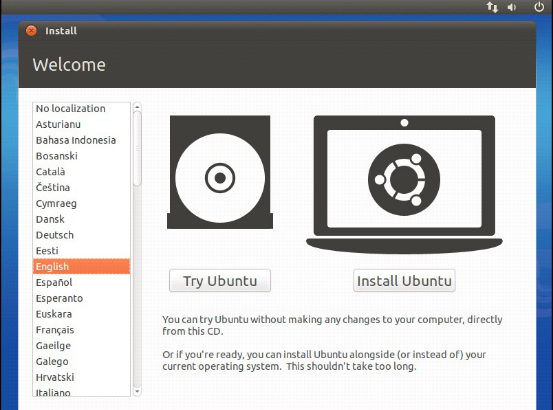 Install
Welcome
No localization
Asturianu
Bahasa Indonesia
Bosanski
Català
Čeština
Cymraeg
Dansk
Deutsch
Eesti
English
Español
Esperanto
Euskara
Français
Gaeilge
Galego
Hrvatski
Italiano
Try Ubuntu
Install Ubuntu
You can try Ubuntu without making any changes to your computer, directly
from this CD.
Or if you're ready, you can install Ubuntu alongside (or instead of) your
current operating system. This shouldn't take too long.